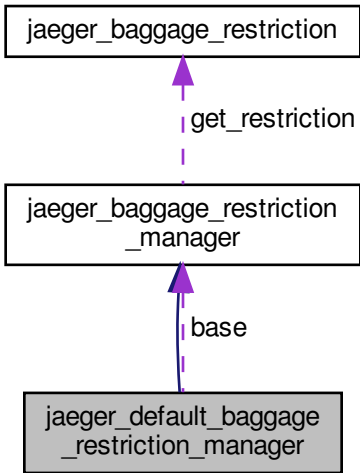 jaeger_baggage_restriction
get_restriction
jaeger_baggage_restriction
_manager
base
jaeger_default_baggage
_restriction_manager